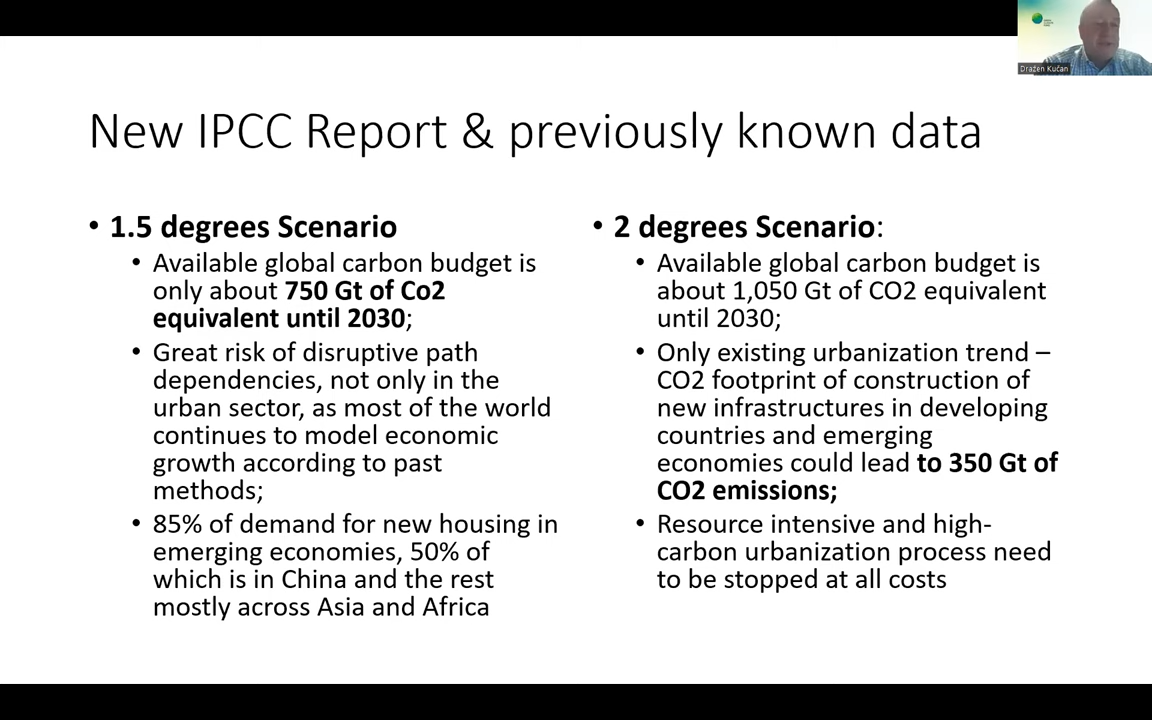 Dražen Kučan
New IPCC Report & previously known data
• 1.5 degrees Scenario
• Available global carbon budget is
only about 750 Gt of Co2
equivalent until 2030;
• Great risk of disruptive path
dependencies, not only in the
urban sector, as most of the world
continues to model economic
growth according to past
methods;
• 85% of demand for new housing in
emerging economies, 50% of
which is in China and the rest
mostly across Asia and Africa
• 2 degrees Scenario:
• Available global carbon budget is
about 1,050 Gt of CO2 equivalent
until 2030;
• Only existing urbanization trend –
CO2 footprint of construction of
new infrastructures in developing
countries and emerging
economies could lead to 350 Gt of
CO2 emissions;
• Resource intensive and high-
carbon urbanization process need
to be stopped at all costs